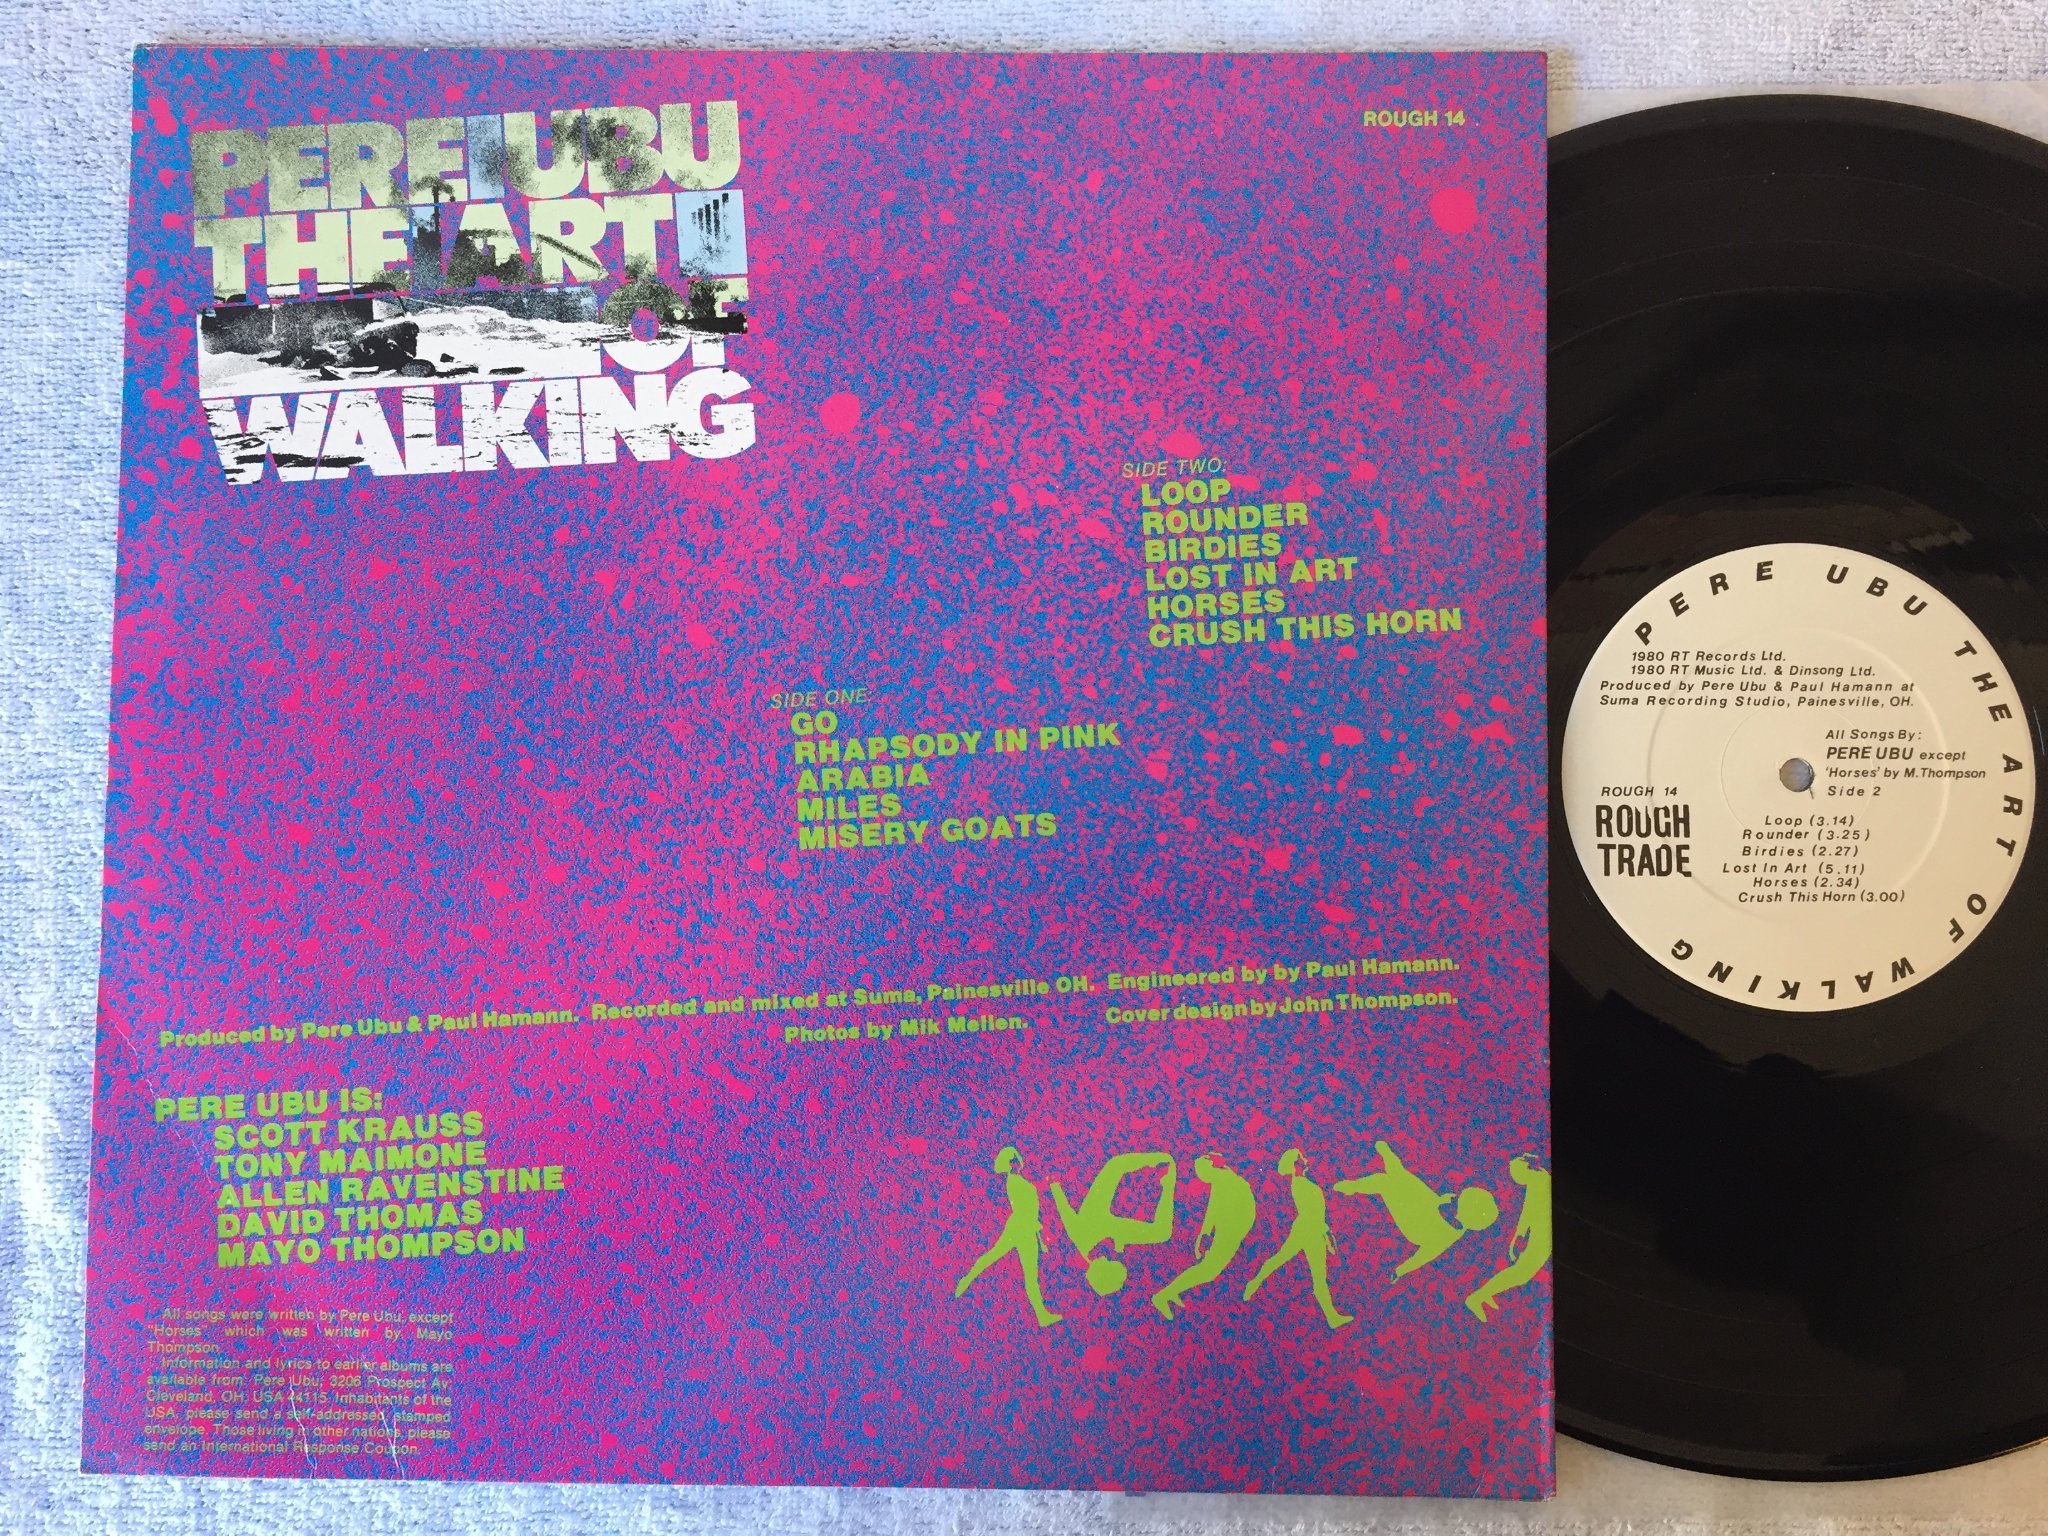 PERE UBU
THE ART
OF
WALKING
ROUGH 14
SIDE TWO:
LOOP
ROUNDER
BIRDIES
LOST IN ART
HORSES
CRUSH THIS HORN
SIDE ONE:
GO
RHAPSODY IN PINK
ARABIA
MILES
MISERY GOATS
Produced by Pere Ubu & Paul Hamann. Recorded and mixed at Suma, Painesville OH. Engineered by by Paul Hamann.
Photos by Mik Mellen. Cover design by John Thompson.
PERE UBU IS:
SCOTT KRAUSS
TONY MAIMONE
ALLEN RAVENSTINE
DAVID THOMAS
MAYO THOMPSON
All songs were written by Pere Ubu, except
"Horses" which was written by Mayo
Thompson.
Information and lyrics to earlier albums are
available from: Pere Ubu, 3206 Prospect Av.
Cleveland, OH, USA 44115. Inhabitants of the
USA, please send a self-addressed, stamped
envelope. Those living in other nations, please
send an International Response Coupon.
PERE UBU THE ART OF WALKING
1980 RT Records Ltd.
1980 RT Music Ltd. & Dinsong Ltd.
Produced by Pere Ubu & Paul Hamann at
Suma Recording Studio, Painesville, OH.
All Songs By:
PERE UBU except
'Horses' by M.Thompson
Side 2
ROUGH 14
ROUGH
TRADE
Loop (3.14)
Rounder (3.25)
Birdies (2.27)
Lost In Art (5.11)
Horses (2.34)
Crush This Horn (3.00)